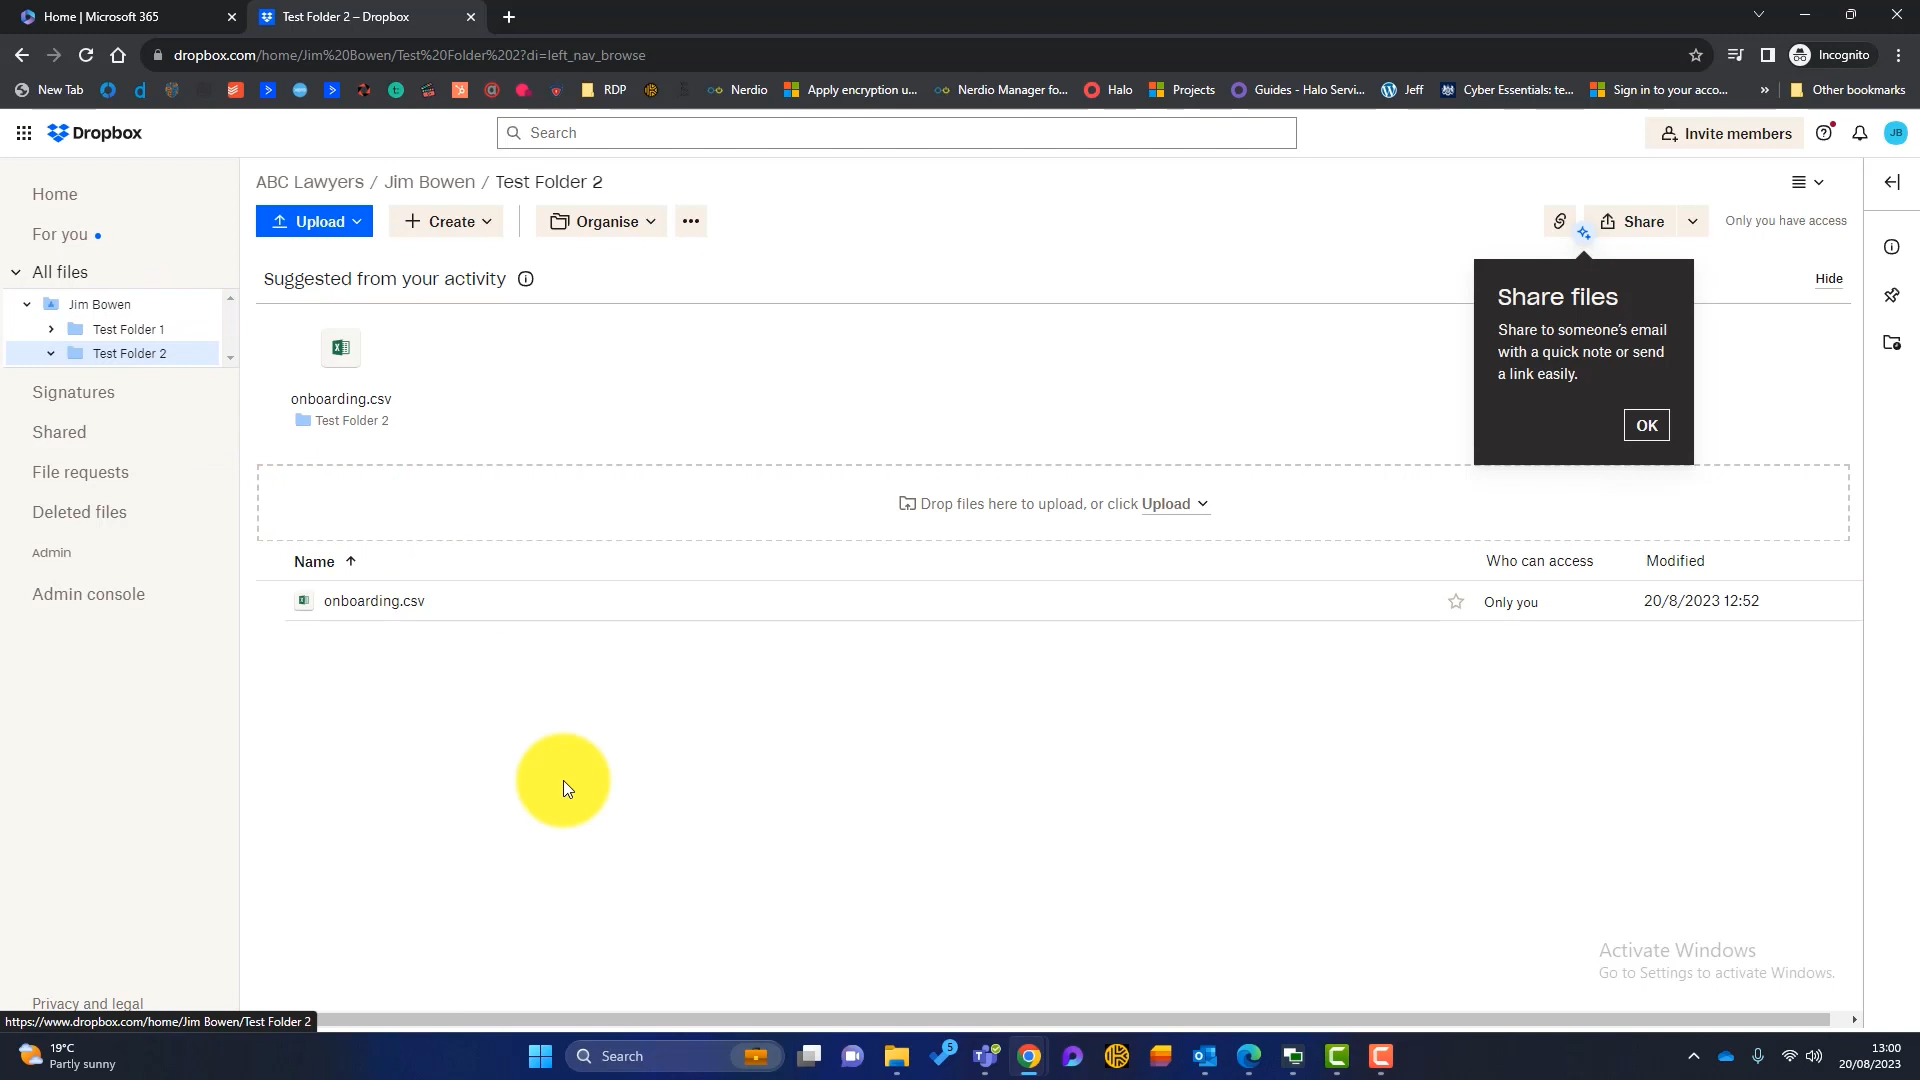 Home | Microsoft 365
Test Folder 2 – Dropbox
dropbox.com/home/Jim%20Bowen/Test%20Folder%202?di=left_nav_browse
Incognito
New Tab
RDP
Nerdio
Apply encryption u...
Nerdio Manager fo...
Halo
Projects
Guides - Halo Servi...
Jeff
Cyber Essentials: te...
Sign in to your acco...
»
Other bookmarks
Dropbox
Search
Invite members
JB
Home
For you
All files
Jim Bowen
Test Folder 1
Test Folder 2
Signatures
Shared
File requests
Deleted files
Admin
Admin console
Privacy and legal
ABC Lawyers / Jim Bowen / Test Folder 2
Upload
Create
Organise
Share
Only you have access
Suggested from your activity
Hide
Share files
Share to someone's email
with a quick note or send
a link easily.
OK
onboarding.csv
Test Folder 2
Drop files here to upload, or click Upload
Name
Who can access
Modified
onboarding.csv
Only you
20/8/2023 12:52
Activate Windows
Go to Settings to activate Windows.
https://www.dropbox.com/home/Jim Bowen/Test Folder 2
19°C
Partly sunny
Search
5
13:00
20/08/2023